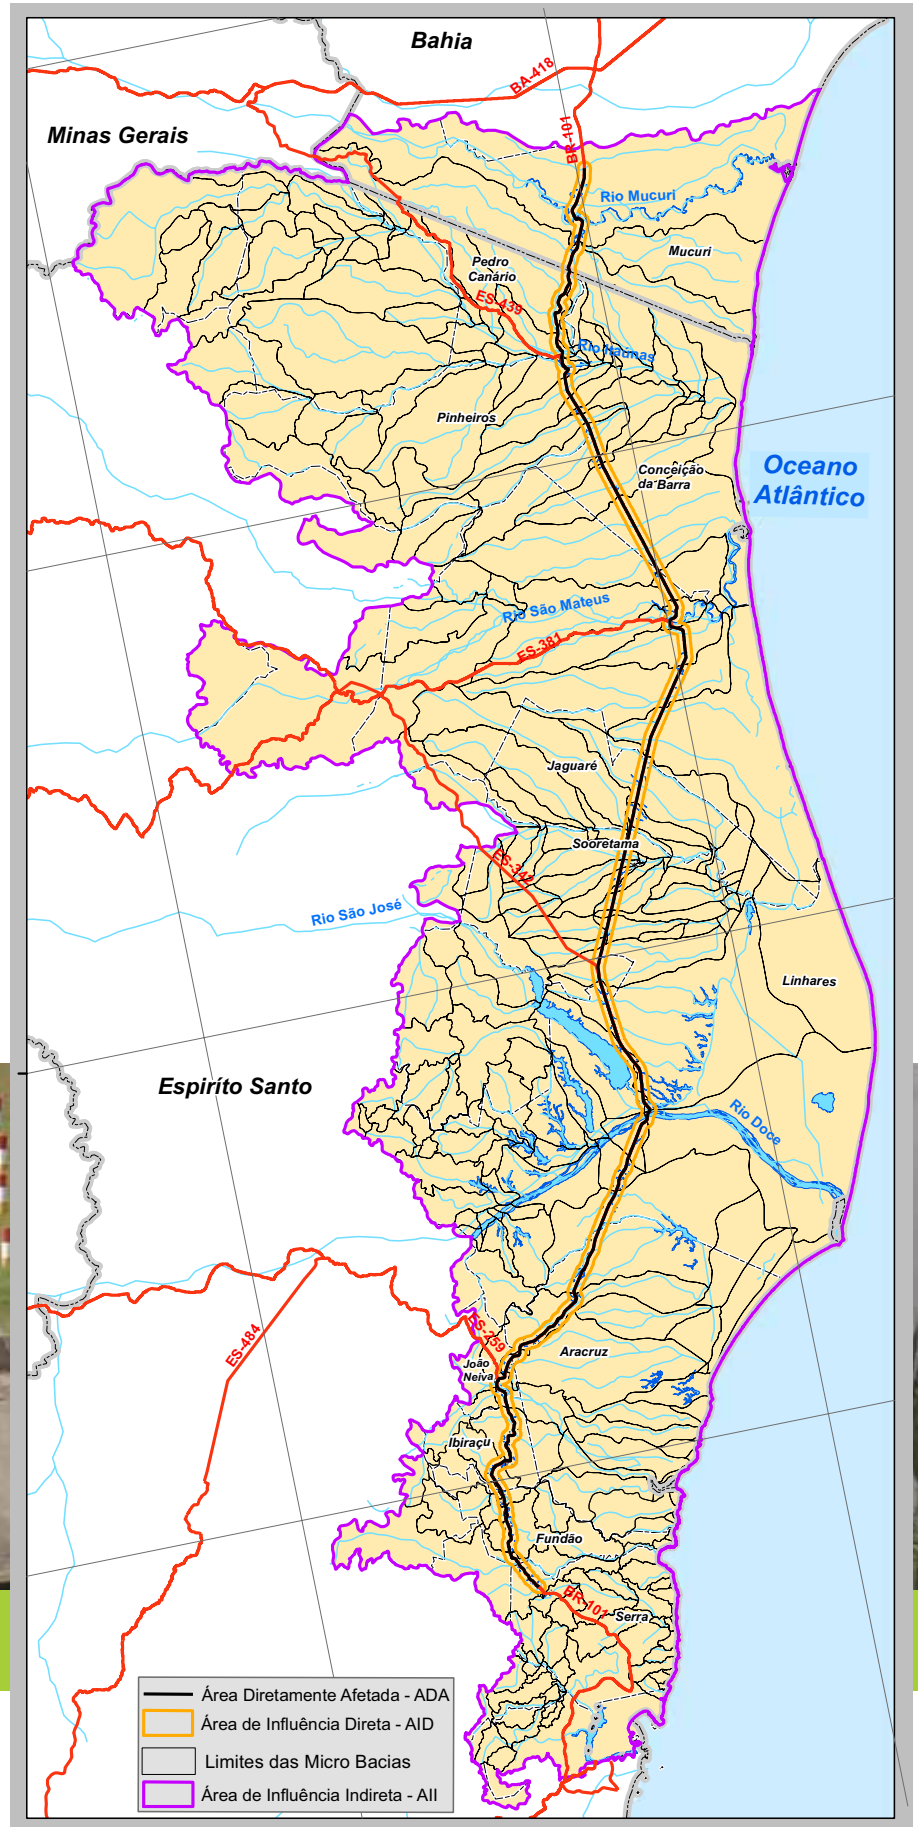 Bahia
BA-418
Minas Gerais
BR-101
Rio Mucuri
Mucuri
Pedro
Canário
ES-439
Rio Itaúnas
Pinheiros
Conceição
da Barra
Oceano
Atlântico
Rio São Mateus
ES-381
Jaguaré
Sooretama
ES-342
Rio São José
Linhares
Espiríto Santo
Rio Doce
ES-259
ES-484
Aracruz
João
Neiva
Ibiraçu
Fundão
BR-101
Serra
Área Diretamente Afetada - ADA
Área de Influência Direta - AID
Limites das Micro Bacias
Área de Influência Indireta - AII